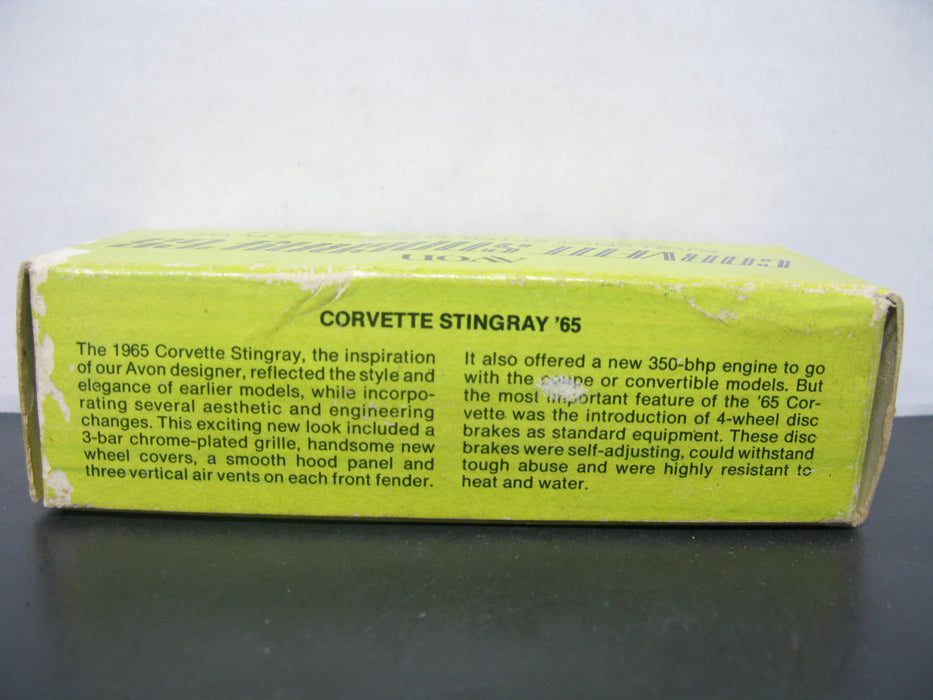 AVON
CORVETTE STINGRAY '65
CORVETTE STINGRAY '65
The 1965 Corvette Stingray, the inspiration
of our Avon designer, reflected the style and
elegance of earlier models, while incorpo-
rating several aesthetic and engineering
changes. This exciting new look included a
3-bar chrome-plated grille, handsome new
wheel covers, a smooth hood panel and
three vertical air vents on each front fender.
It also offered a new 350-bhp engine to go
with the coupe or convertible models. But
the most important feature of the '65 Cor-
vette was the introduction of 4-wheel disc
brakes as standard equipment. These disc
brakes were self-adjusting, could withstand
tough abuse and were highly resistant to
heat and water.